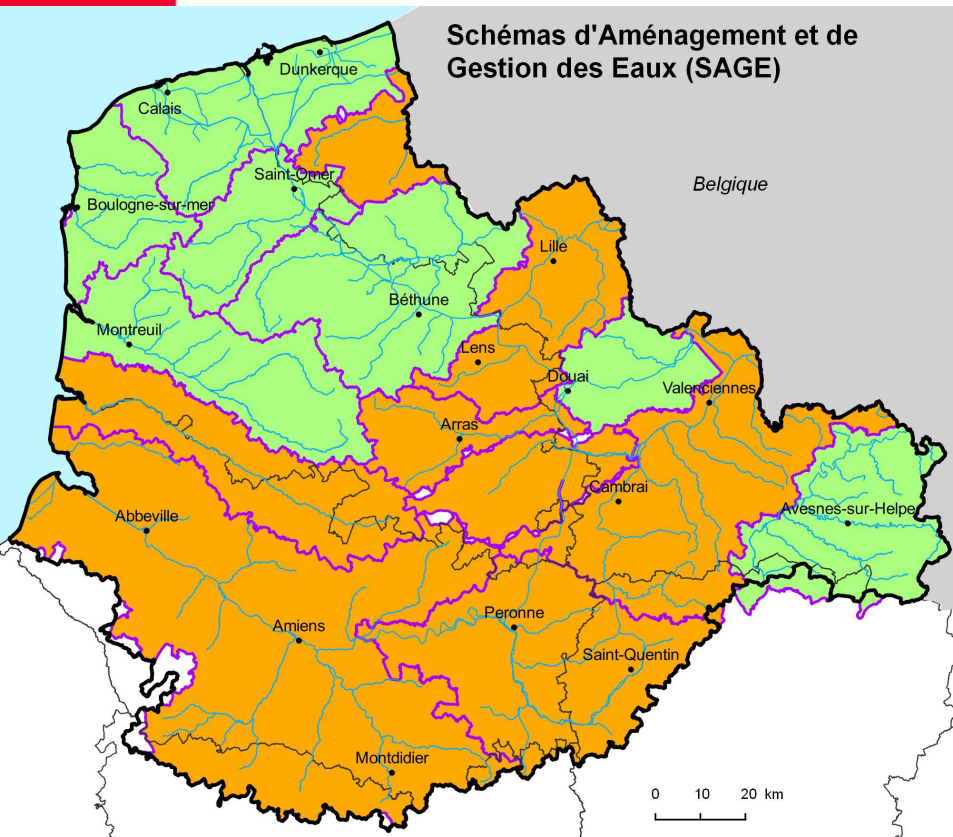 Schémas d'Aménagement et de
Gestion des Eaux (SAGE)
Dunkerque
Calais
Saint-Omer
Belgique
Boulogne-sur-mer
Lille
Béthune
Montreuil
Lens
Douai
Valenciennes
Arras
Cambrai
Abbeville
Avesnes-sur-Helpe
Peronne
Amiens
Saint-Quentin
Montdidier
0 10 20 km